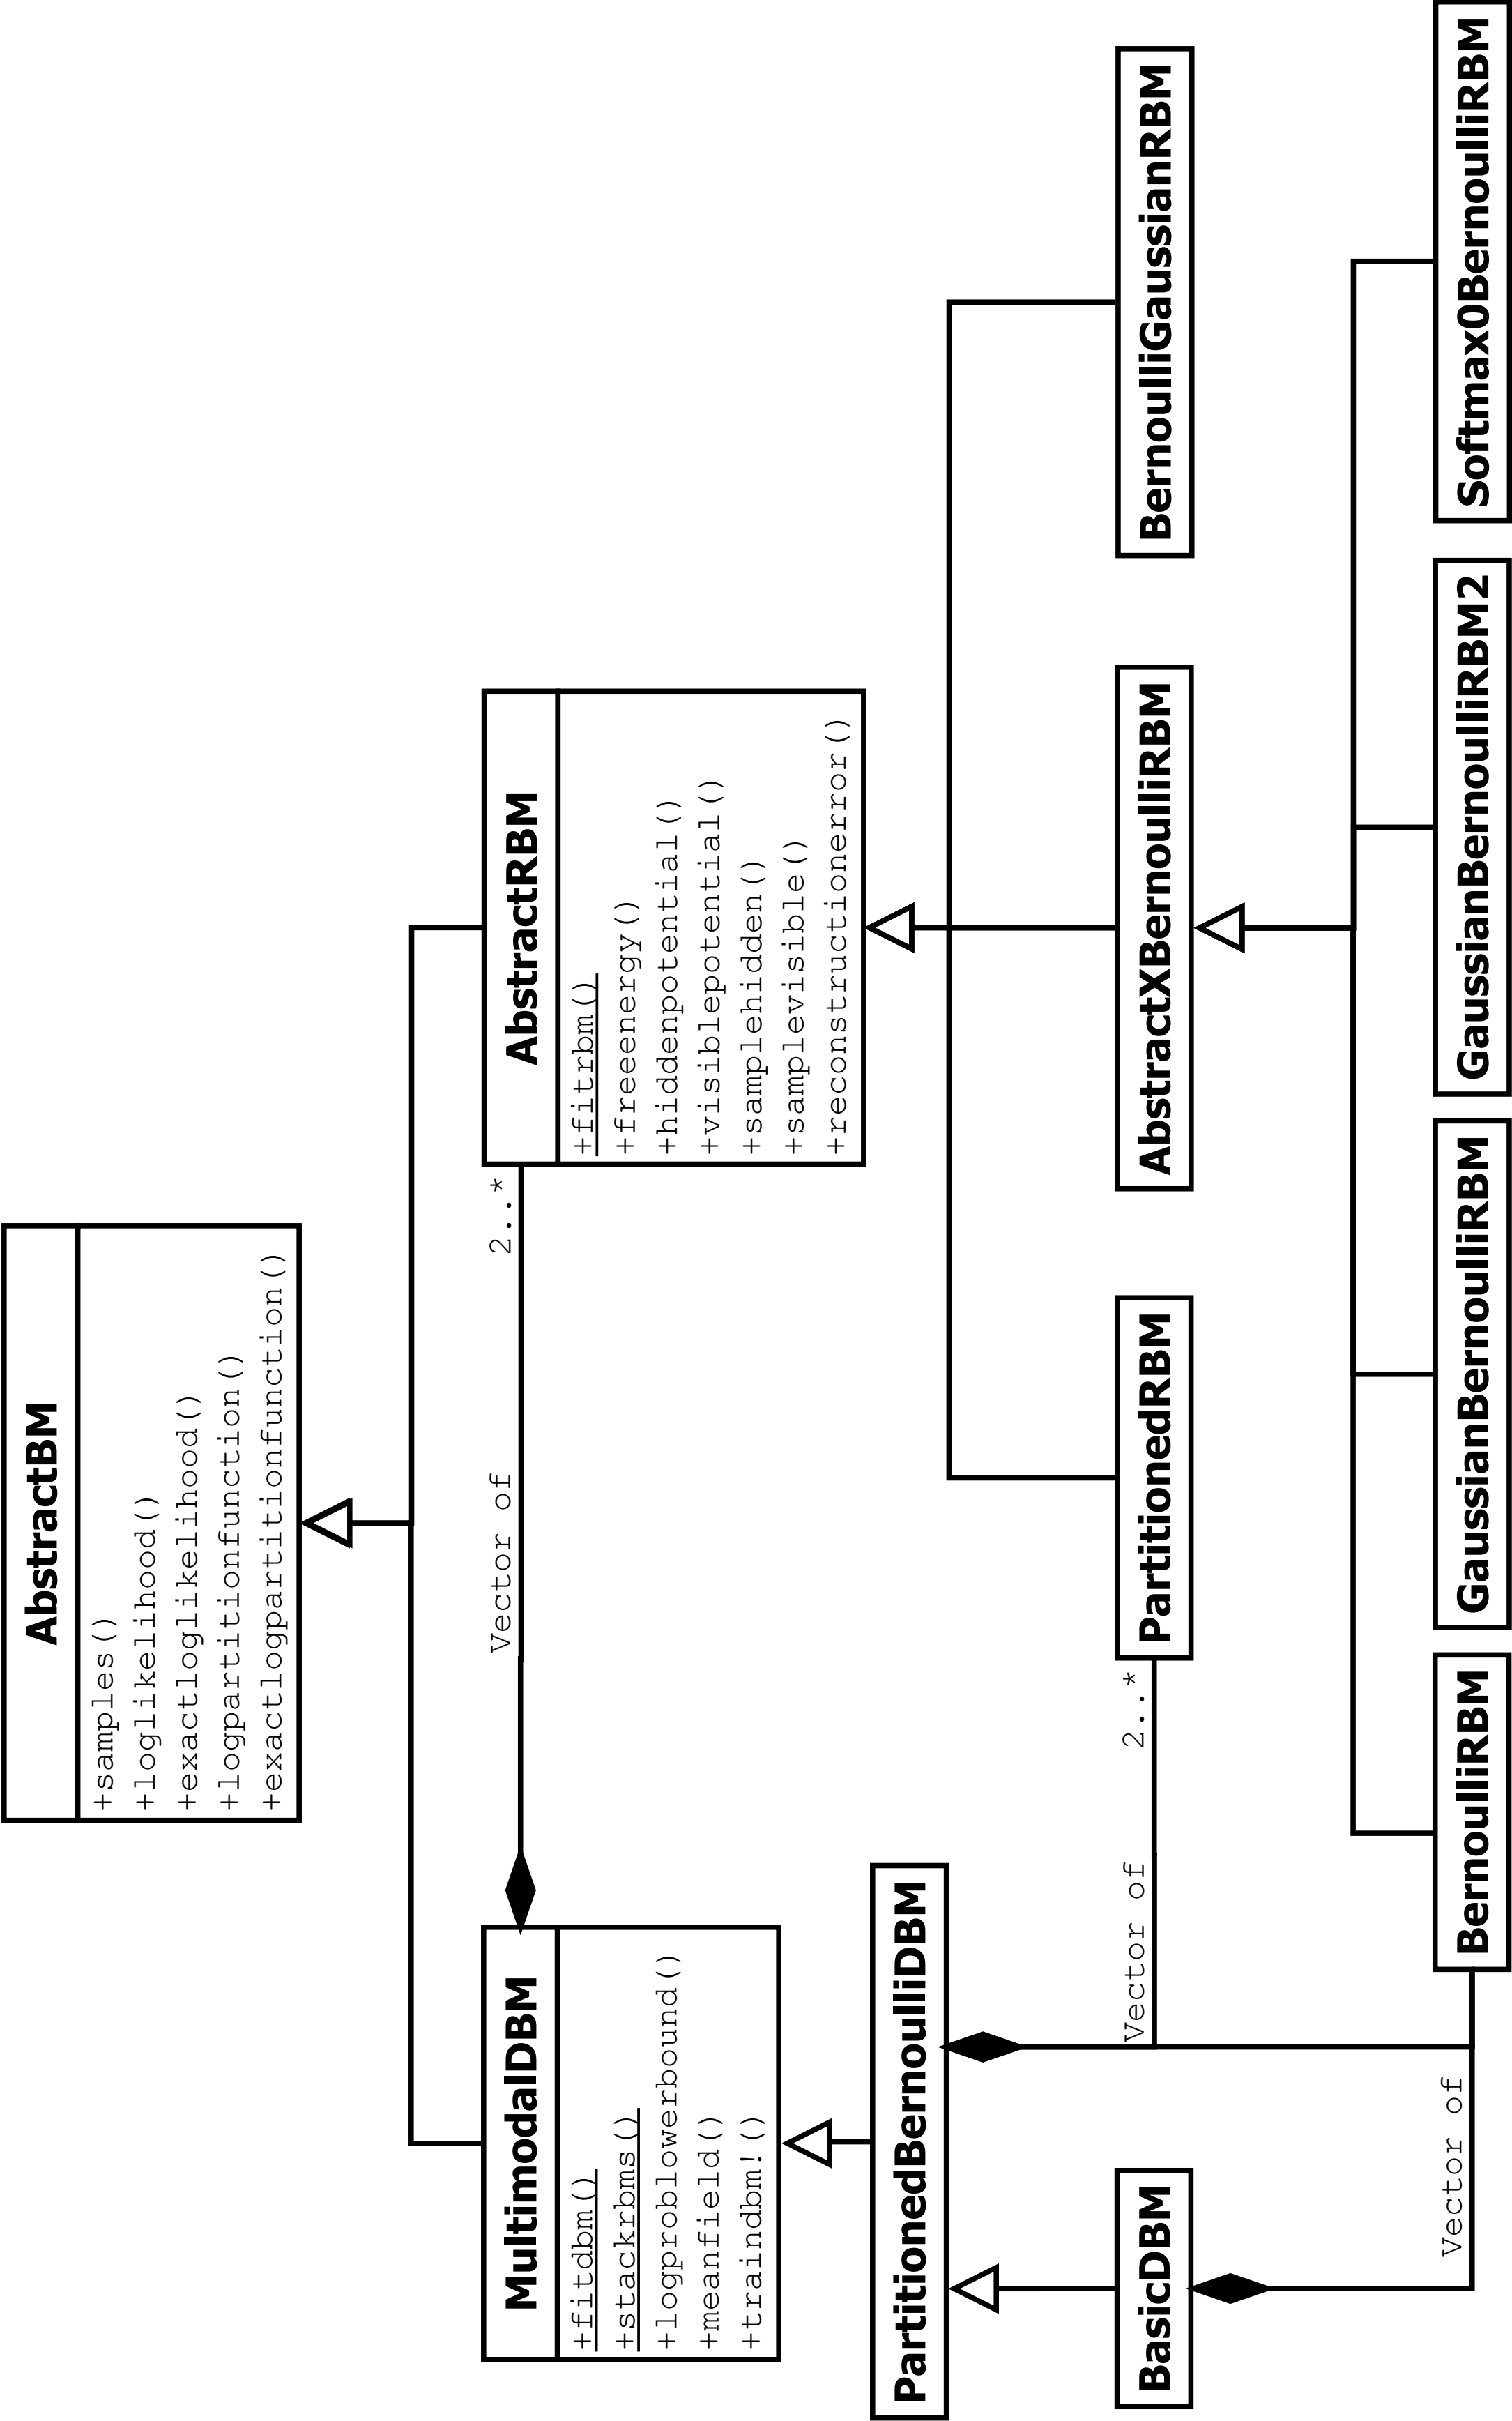 AbstractBM
+samples()
+loglikelihood()
+exactloglikelihood()
+logpartitionfunction()
+exactlogpartitionfunction()
MultimodalDBM
+fitdbm()
+stackrbms()
+logproblowerbound()
+meanfield()
+traindbm!()
Vector of
2..*
AbstractRBM
+fitrbm()
+freeenergy()
+hiddenpotential()
+visiblepotential()
+samplehidden()
+samplevisible()
+reconstructionerror()
PartitionedBernoulliDBM
Vector of
2..*
BasicDBM
PartitionedRBM
AbstractXBernoulliRBM
BernoulliGaussianRBM
Vector of
BernoulliRBM
GaussianBernoulliRBM
GaussianBernoulliRBM2
Softmax0BernoulliRBM